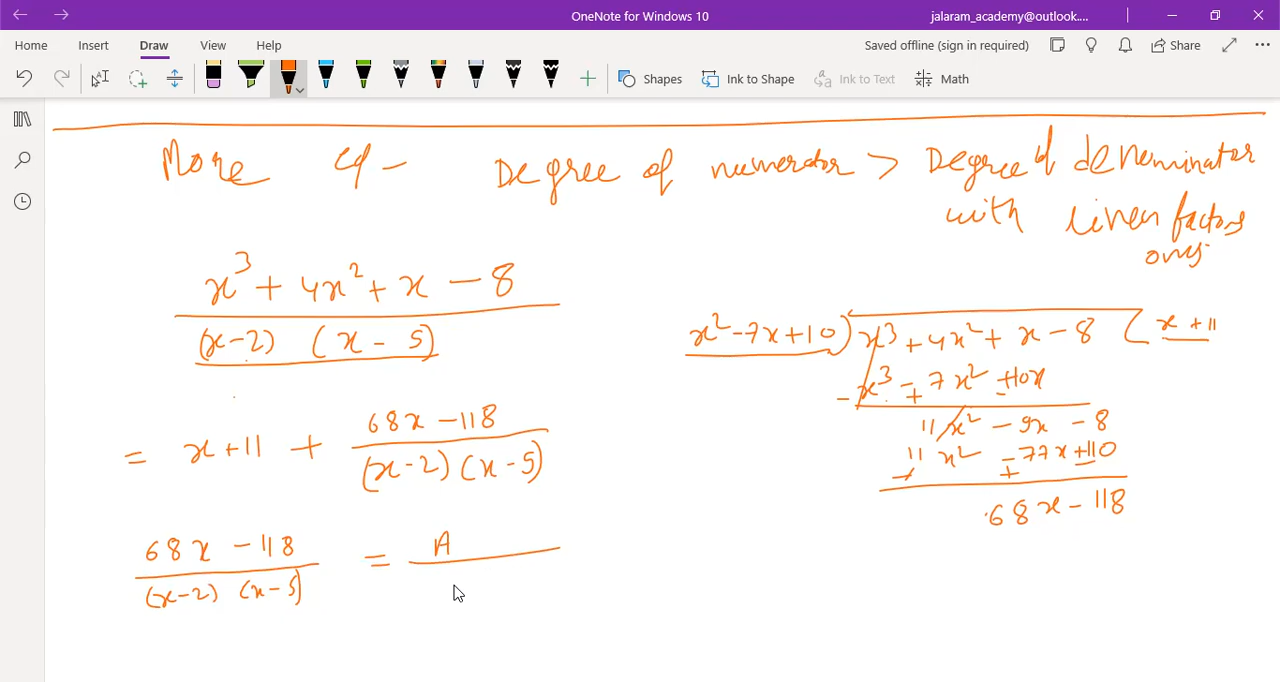 OneNote for Windows 10
jalaram_academy@outlook....
Home Insert Draw View Help
Saved offline (sign in required) Share
Shapes Ink to Shape Ink to Text Math
More eq - Degree of numerator > Degree of denominator
with linear factors
only
x³ + 4x² + x - 8
(x-2) (x-5)
x² - 7x + 10 ) x³ + 4x² + x - 8 ( x + 11
x³ - 7x² + 10x
- + -
11x² - 9x - 8
11x² - 77x + 110
- + -
68x - 118
= x + 11 + 68x - 118
(x-2) (x-5)
68x - 118 = A
(x-2) (x-5)